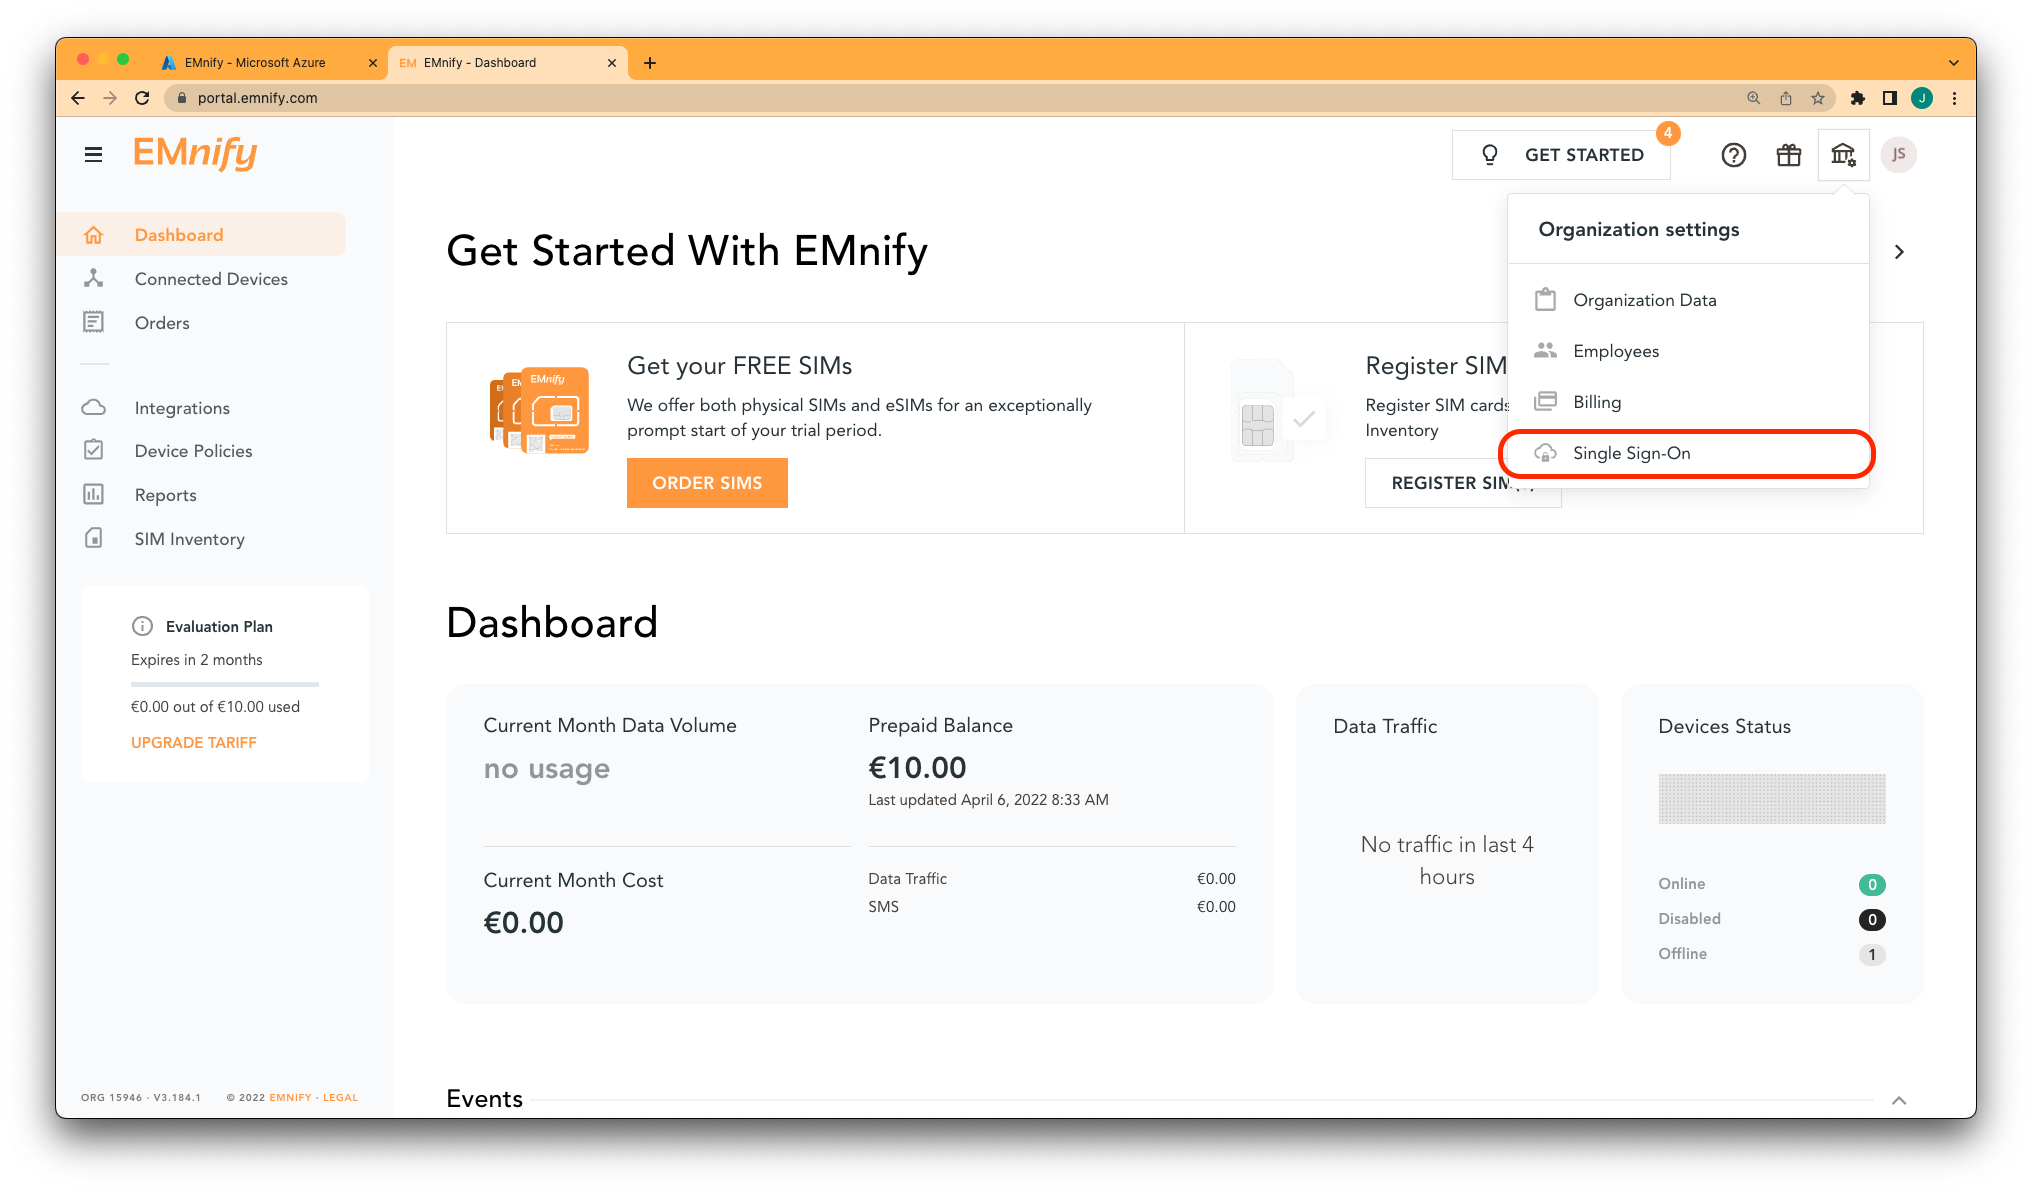 EMnify - Microsoft Azure
EM EMnify - Dashboard
portal.emnify.com
J
EMnify
GET STARTED
4
JS
Dashboard
Connected Devices
Orders
Integrations
Device Policies
Reports
SIM Inventory
Evaluation Plan
Expires in 2 months
€0.00 out of €10.00 used
UPGRADE TARIFF
ORG 15946 · V3.184.1 © 2022 EMNIFY · LEGAL
Organization settings
Organization Data
Employees
Billing
Single Sign-On
Get Started With EMnify
EMnify
Get your FREE SIMs
We offer both physical SIMs and eSIMs for an exceptionally
prompt start of your trial period.
ORDER SIMS
Register SIM
Register SIM cards
Inventory
REGISTER
Dashboard
Current Month Data Volume
no usage
Prepaid Balance
€10.00
Last updated April 6, 2022 8:33 AM
Current Month Cost
€0.00
Data Traffic €0.00
SMS €0.00
Data Traffic
No traffic in last 4
hours
Devices Status
Online 0
Disabled 0
Offline 1
Events